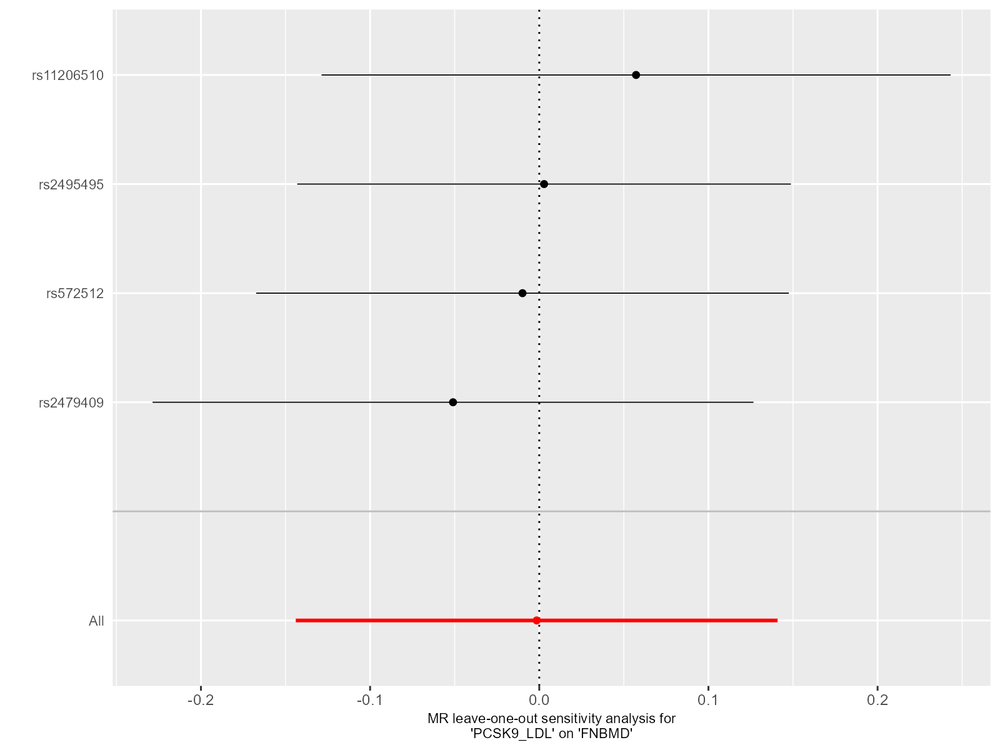 rs11206510
rs2495495
rs572512
rs2479409
All
-0.2 -0.1 0.0 0.1 0.2
MR leave-one-out sensitivity analysis for
'PCSK9_LDL' on 'FNBMD'